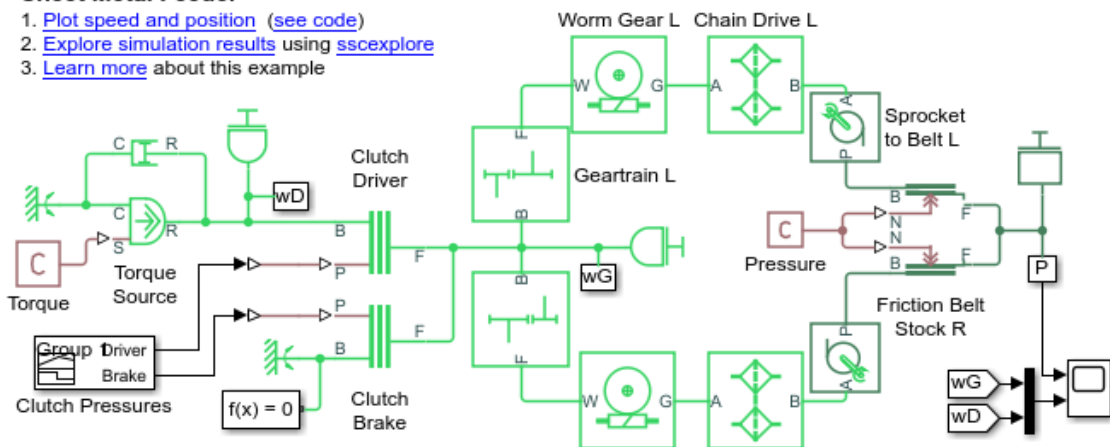 1. Plot speed and position (see code)
2. Explore simulation results using sscexplore
3. Learn more about this example
Worm Gear L
Chain Drive L
W
G
A
B
A
Sprocket
to Belt L
P
C
R
wD
Clutch
Driver
F
Geartrain L
B
C
S
R
B
P
F
C
Torque
Torque
Source
wG
C
Pressure
B
N
F
N
B
F
P
Friction Belt
Stock R
P
B
F
B
F
Group 1
Driver
Brake
Clutch Pressures
f(x) = 0
Clutch
Brake
W
G
A
B
P
A
wG
wD